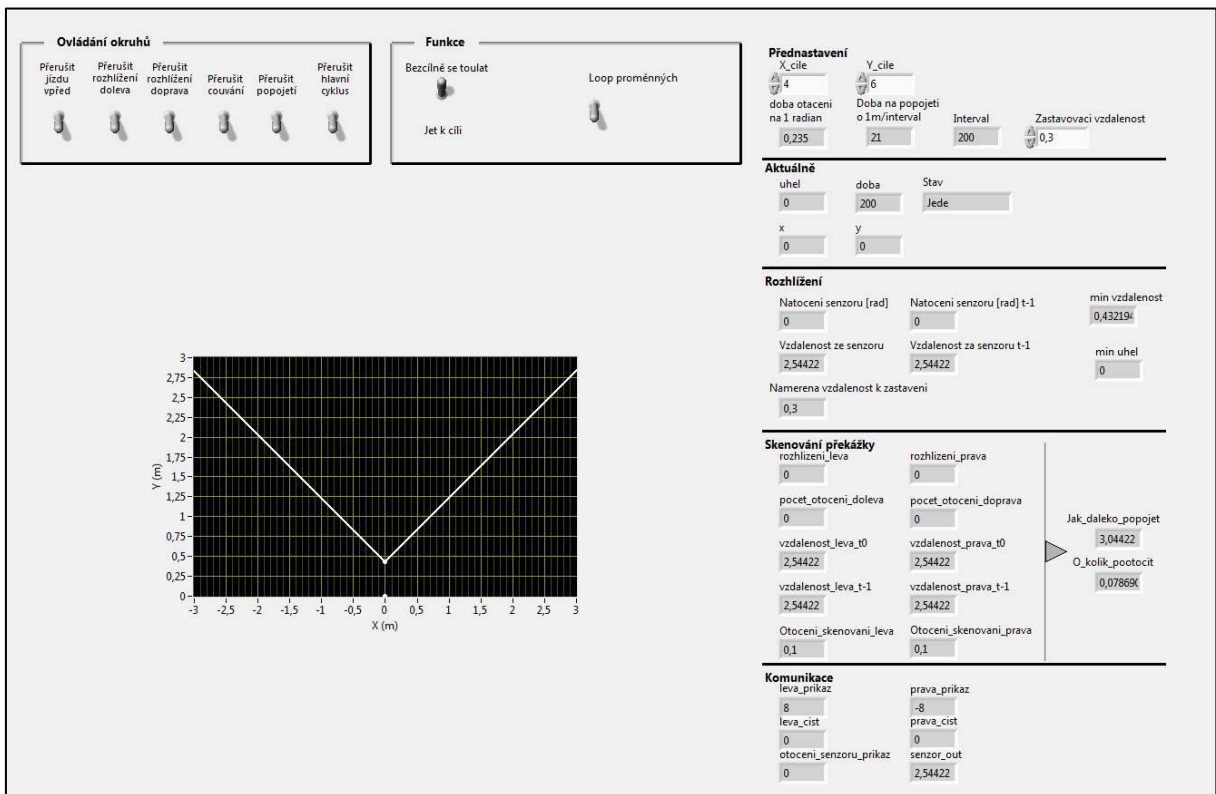 Ovládání okruhů
Přerušit jízdu vpřed
Přerušit rozhlížení doleva
Přerušit rozhlížení doprava
Přerušit couvání
Přerušit popojetí
Přerušit hlavní cyklus
Funkce
Bezcílně se toulat
Jet k cíli
Loop proměnných
Přednastavení
X_cile
Y_cile
4
6
doba otaceni na 1 radian
Doba na popojeti o 1m/interval
Interval
Zastavovaci vzdalenost
0,235
21
200
0,3
Aktuálně
uhel
doba
Stav
0
200
Jede
x
y
0
0
Rozhlížení
Natoceni senzoru [rad]
Natoceni senzoru [rad] t-1
min vzdalenost
0
0
0,432194
Vzdalenost ze senzoru
Vzdalenost za senzoru t-1
min uhel
2,54422
2,54422
0
Namerena vzdalenost k zastaveni
0,3
Skenování překážky
rozhlizeni_leva
rozhlizeni_prava
0
0
pocet_otoceni_doleva
pocet_otoceni_doprava
0
0
vzdalenost_leva_t0
vzdalenost_prava_t0
2,54422
2,54422
vzdalenost_leva_t-1
vzdalenost_prava_t-1
2,54422
2,54422
Otoceni_skenovani_leva
Otoceni_skenovani_prava
0,1
0,1
Jak_daleko_popojet
3,04422
O_kolik_pootocit
Komunikace
leva_prikaz
prava_prikaz
8
-8
leva_cist
prava_cist
0
0
otoceni_senzoru_prikaz
senzor_out
0
2,54422
3
2,75
2,5
2,25
2
1,75
1,5
1,25
1
0,75
0,5
0,25
0
Y (m)
-3 -2,5 -2 -1,5 -1 -0,5 0 0,5 1 1,5 2 2,5 3
X (m)